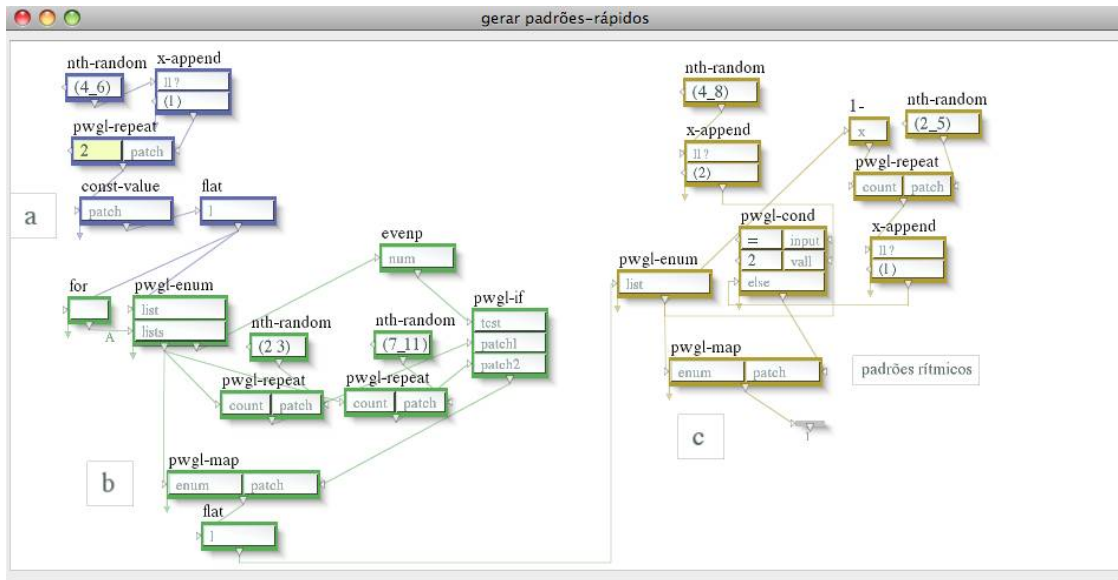 gerar padrões-rápidos
nth-random
(4_6)
x-append
ll?
(1)
pwgl-repeat
2 patch
const-value
patch
flat
l
a
for
pwgl-enum
list
lists
A
evenp
num
nth-random
(2 3)
nth-random
(7_11)
pwgl-if
test
patch1
patch2
pwgl-repeat
count patch
pwgl-repeat
count patch
b
pwgl-map
enum patch
flat
l
nth-random
(4_8)
x-append
ll?
(2)
1-
x
nth-random
(2_5)
pwgl-repeat
count patch
x-append
ll?
(1)
pwgl-cond
= input
2 vall
else
pwgl-enum
list
pwgl-map
enum patch
padrões rítmicos
c